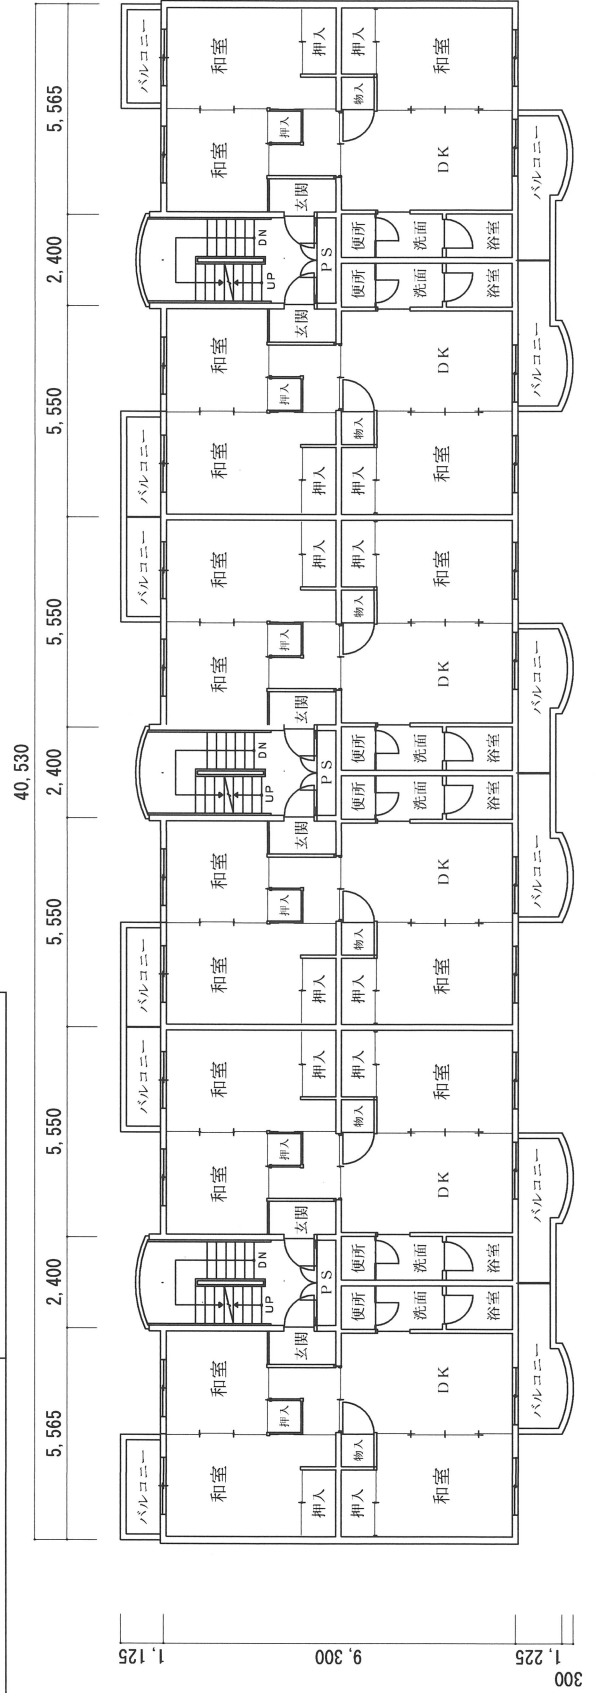 40,530
5,565 2,400 5,550 5,550 2,400 5,550 5,550 2,400 5,565
バルコニー バルコニー バルコニー バルコニー バルコニー バルコニー
和室 和室 和室 和室 和室 和室 和室 和室 和室 和室 和室 和室
UP DN UP DN UP DN
押入 押入 押入 押入 押入 押入
玄関 玄関 玄関 玄関 玄関 玄関
押入 押入 押入 押入 押入 押入
PS PS PS
押入 物入 便所 便所 物入 押入 押入 物入 便所 便所 物入 押入 押入 物入 便所 便所 物入 押入
洗面 洗面 洗面 洗面 洗面 洗面
和室 DK DK 和室 和室 DK DK 和室 和室 DK DK 和室
浴室 浴室 浴室 浴室 浴室 浴室
バルコニー バルコニー バルコニー バルコニー バルコニー バルコニー
1,125
9,300
1,225
300